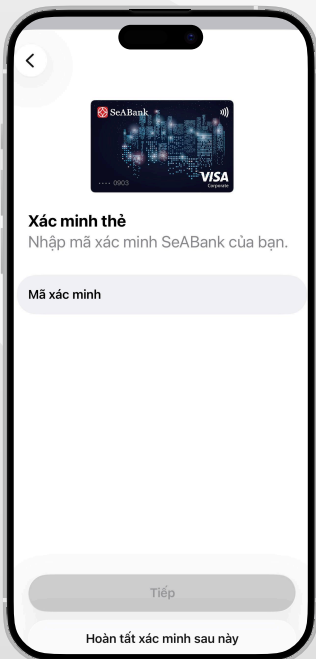 SeABank
.... 0903
VISA
Corporate
Xác minh thẻ
Nhập mã xác minh SeABank của bạn.
Mã xác minh
Tiếp
Hoàn tất xác minh sau này